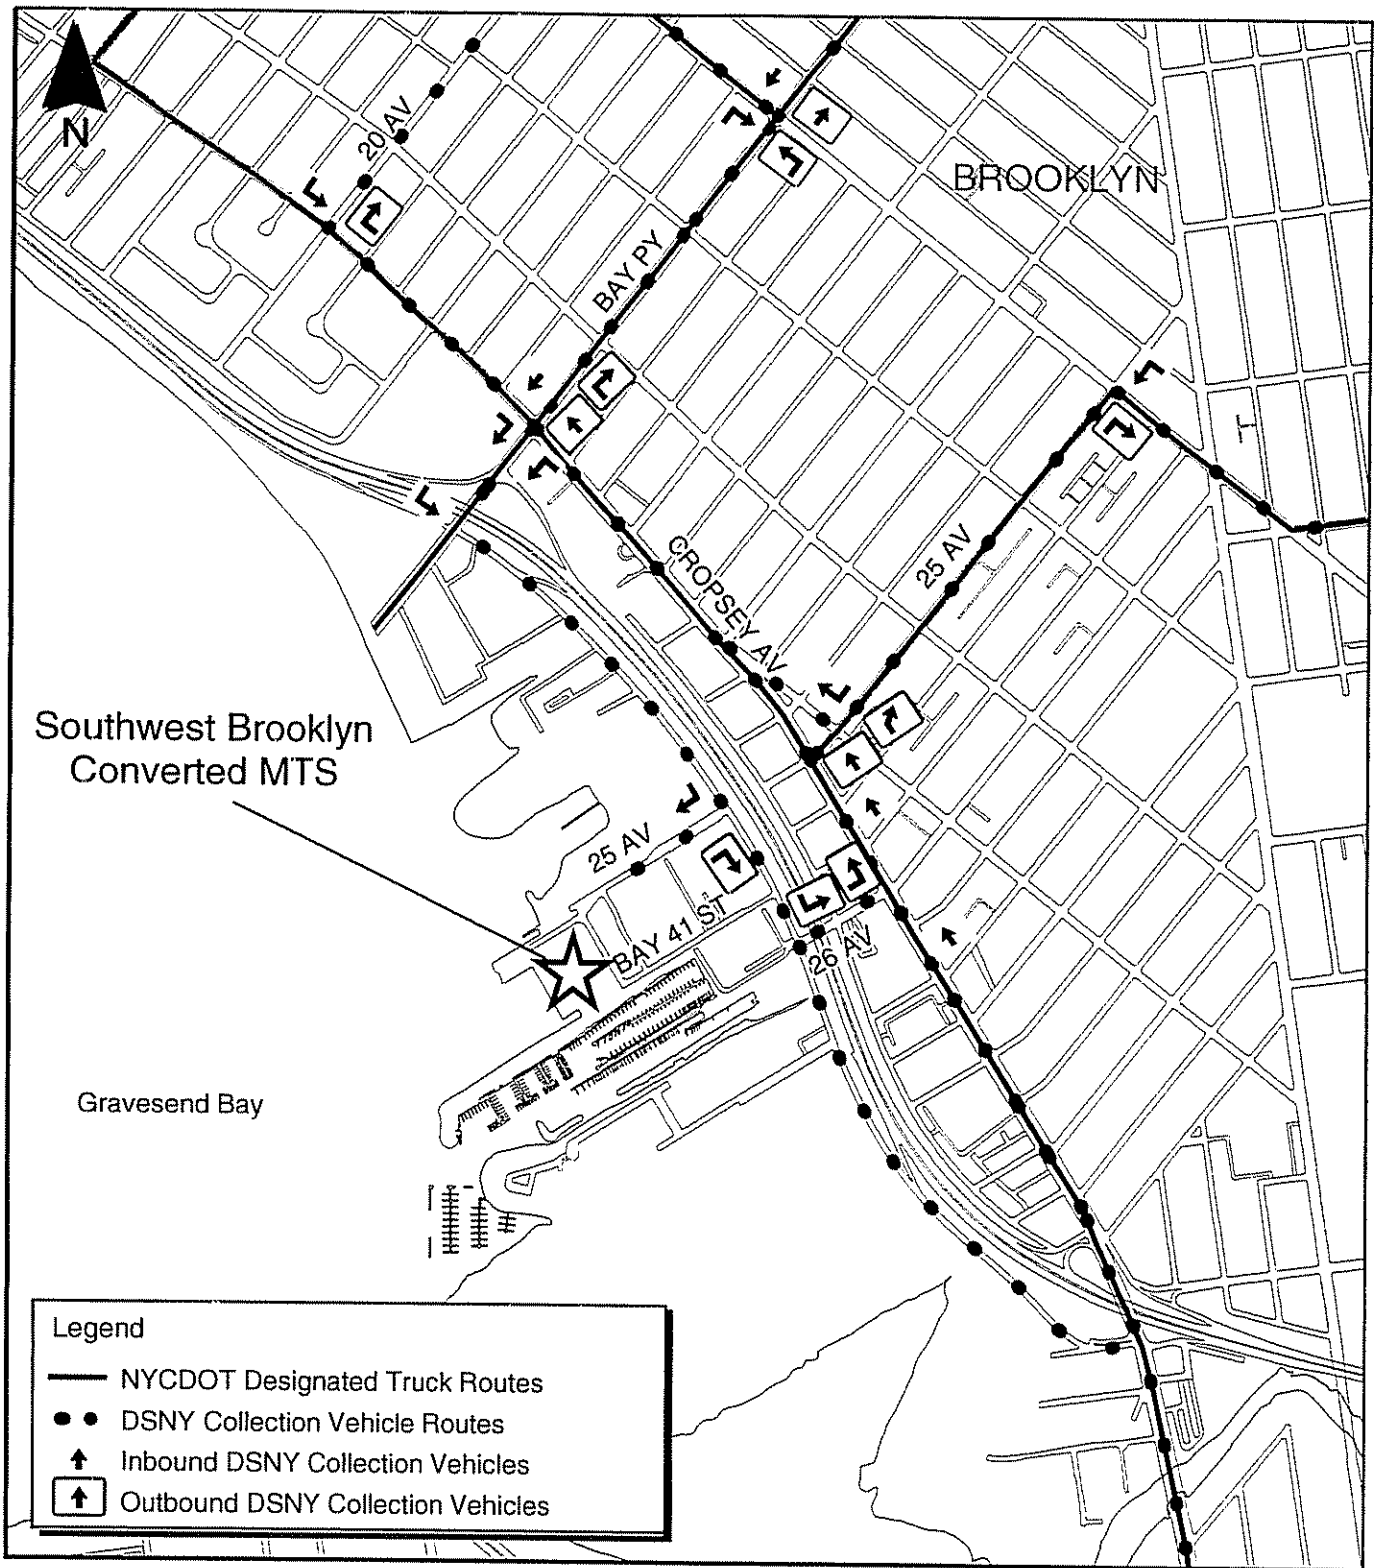 N
20 AV
BROOKLYN
BAY PY
25 AV
CROPSEY AV
Southwest Brooklyn
Converted MTS
25 AV
BAY 41 ST
26 AV
Gravesend Bay
Legend
NYCDOT Designated Truck Routes
DSNY Collection Vehicle Routes
Inbound DSNY Collection Vehicles
Outbound DSNY Collection Vehicles